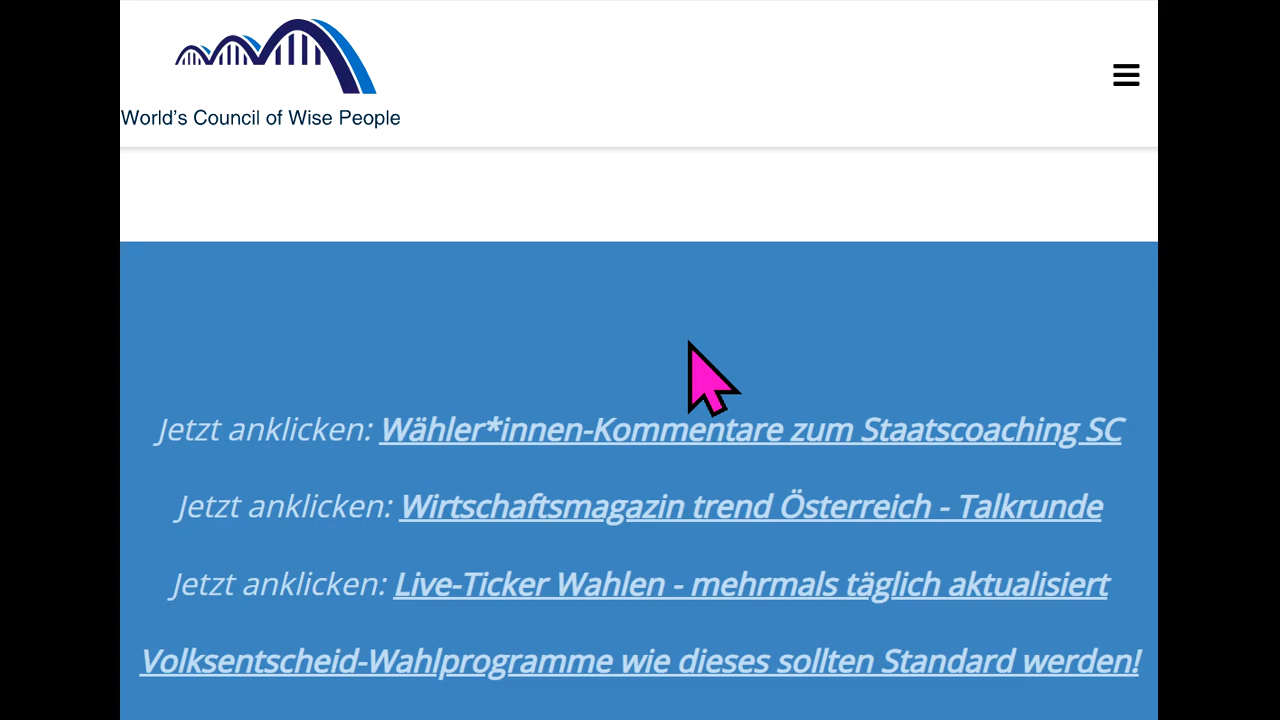 World's Council of Wise People
Jetzt anklicken: Wähler*innen-Kommentare zum Staatscoaching SC
Jetzt anklicken: Wirtschaftsmagazin trend Österreich - Talkrunde
Jetzt anklicken: Live-Ticker Wahlen - mehrmals täglich aktualisiert
Volksentscheid-Wahlprogramme wie dieses sollten Standard werden!